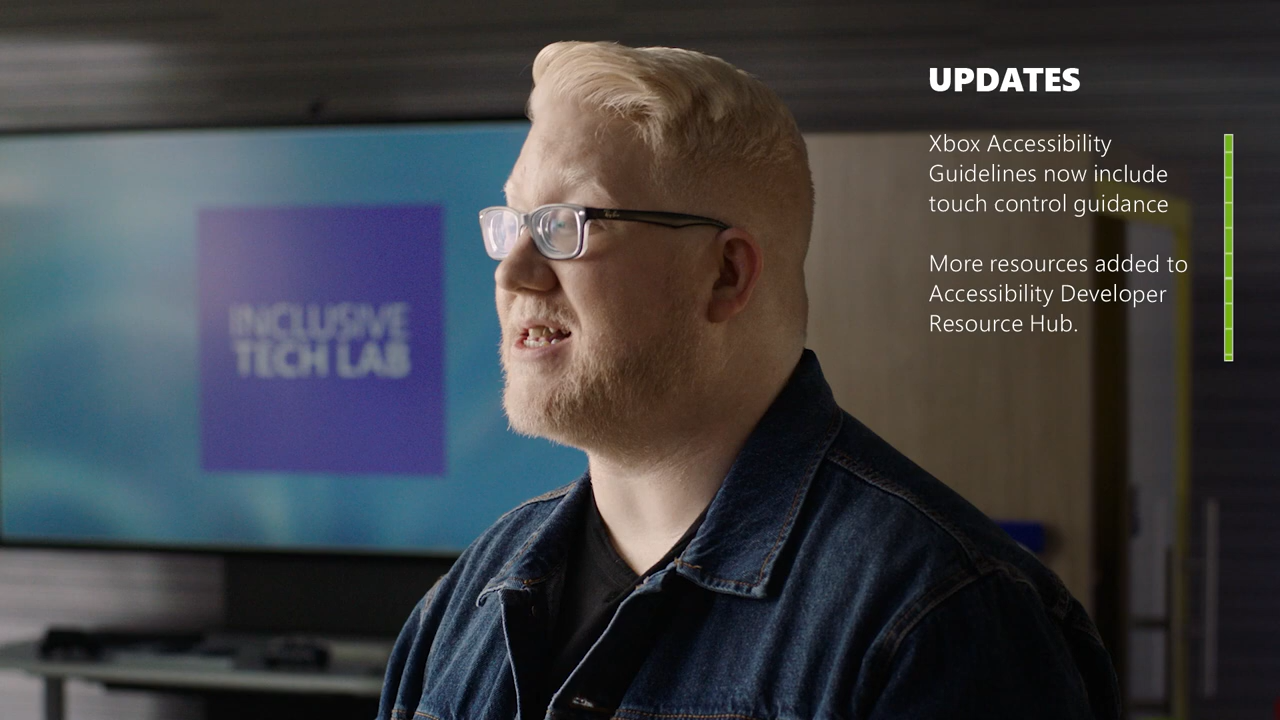 UPDATES
Xbox Accessibility
Guidelines now include
touch control guidance
More resources added to
Accessibility Developer
Resource Hub.
INCLUSIVE
TECH LAB